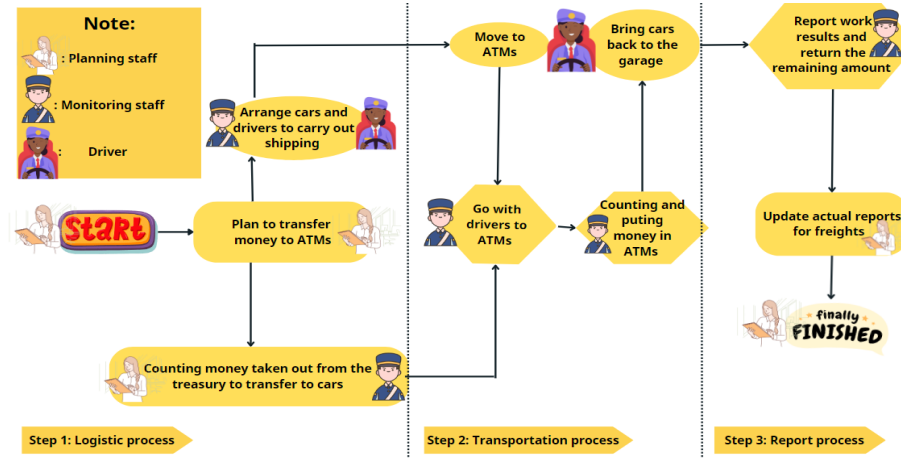 Note:
: Planning staff
: Monitoring staff
: Driver
START
Plan to transfer
money to ATMs
Arrange cars and
drivers to carry out
shipping
Counting money taken out from the
treasury to transfer to cars
Step 1: Logistic process
Move to
ATMs
Bring cars
back to the
garage
Go with
drivers to
ATMs
Counting and
puting
money in
ATMs
Step 2: Transportation process
Report work
results and
return the
remaining amount
Update actual reports
for freights
finally
FINISHED
Step 3: Report process